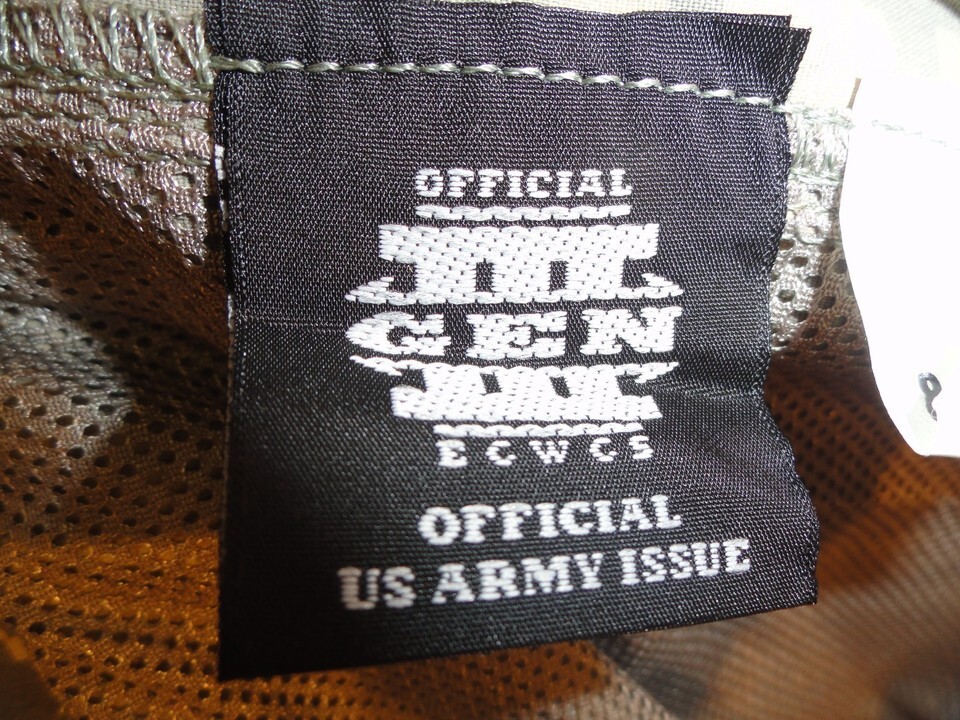 OFFICIAL
III
GEN
III
ECWCS
OFFICIAL
US ARMY ISSUE